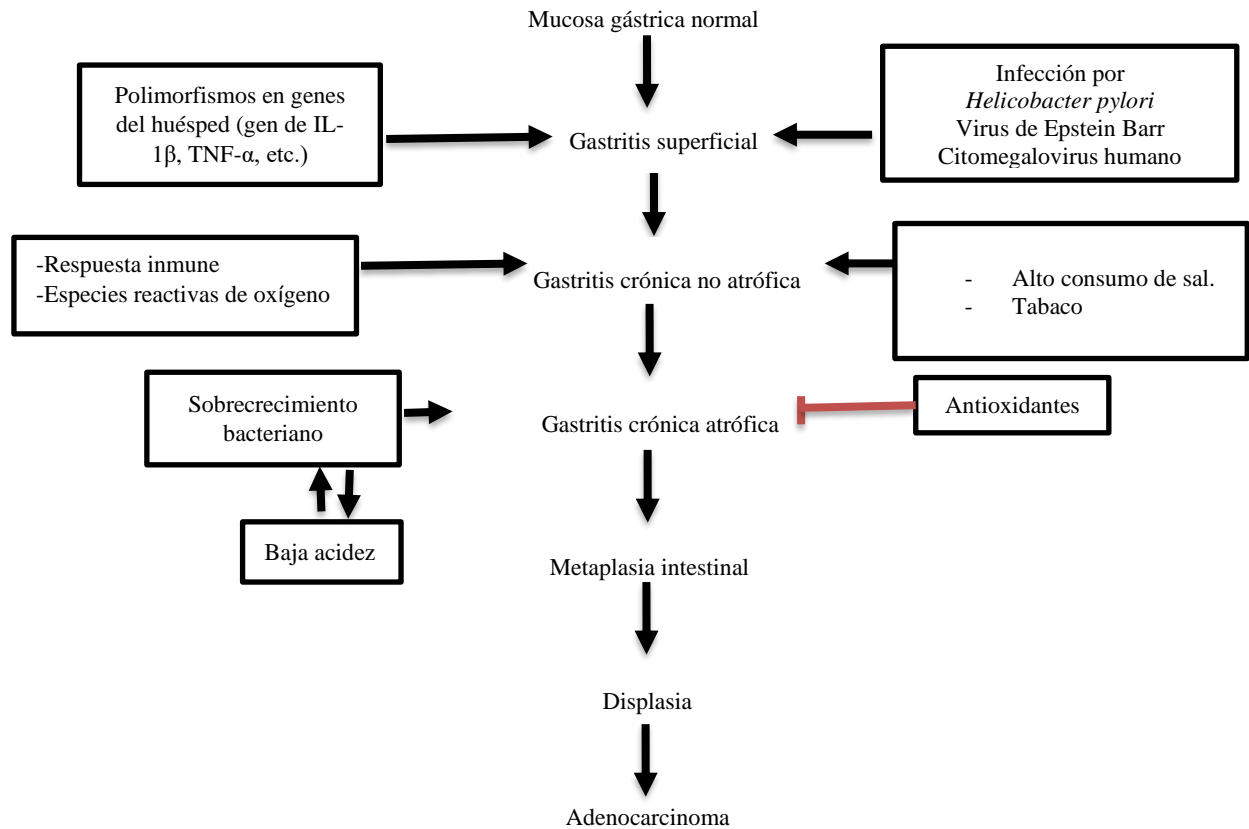 Mucosa gástrica normal
Polimorfismos en genes
del huésped (gen de IL-
1β, TNF-α, etc.)
Infección por
Helicobacter pylori
Virus de Epstein Barr
Citomegalovirus humano
Gastritis superficial
-Respuesta inmune
-Especies reactivas de oxígeno
Gastritis crónica no atrófica
- Alto consumo de sal.
- Tabaco
Sobrecrecimiento
bacteriano
Gastritis crónica atrófica
Antioxidantes
Baja acidez
Metaplasia intestinal
Displasia
Adenocarcinoma